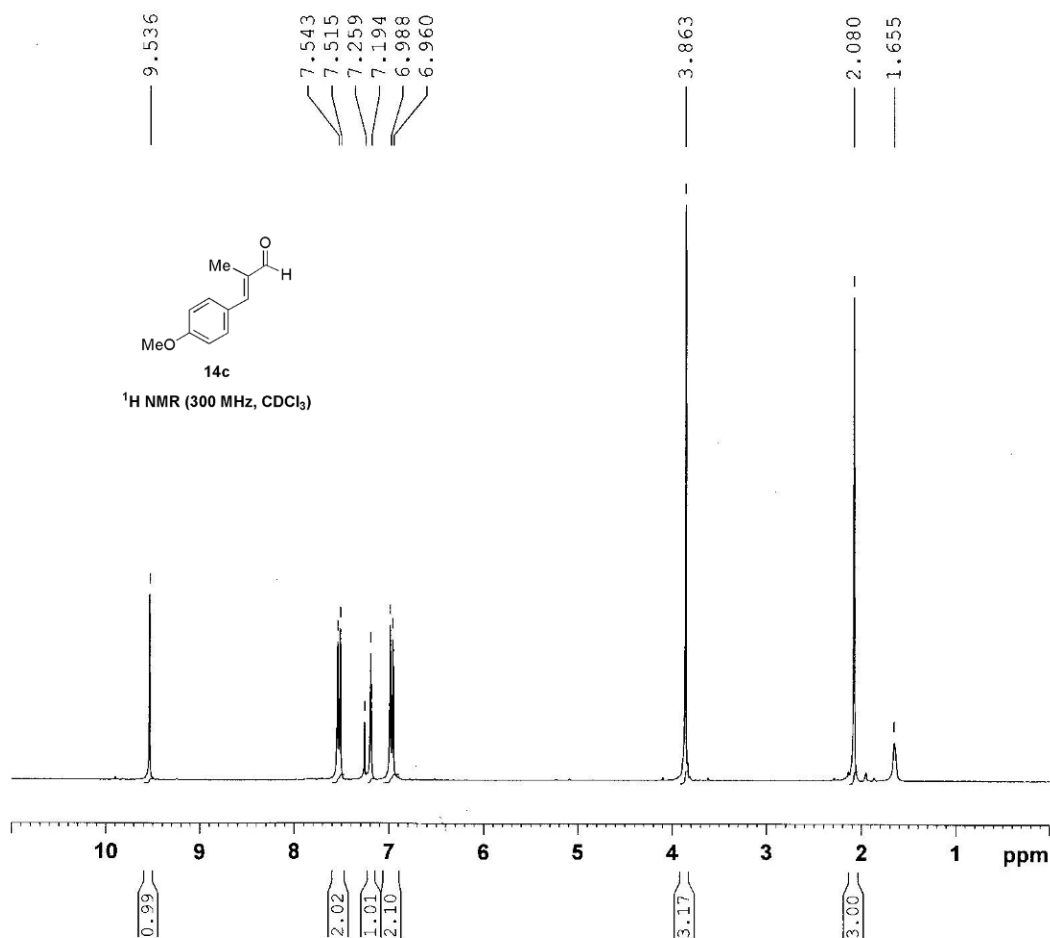 9.536
7.543
7.515
7.259
7.194
6.988
6.960
3.863
2.080
1.655
O
Me
H
MeO
14c
¹H NMR (300 MHz, CDCl₃)
10 9 8 7 6 5 4 3 2 1 ppm
0.99 2.02 1.01 2.10 3.17 3.00